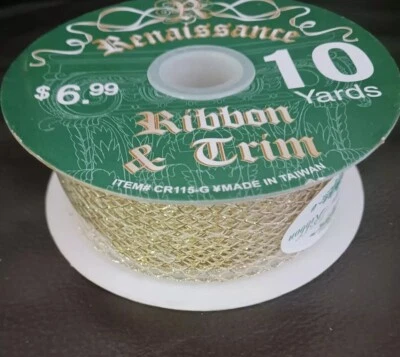 R
Renaissance
$6.99
10
Yards
Ribbon
& Trim
ITEM# CR115-G ¥MADE IN TAIWAN